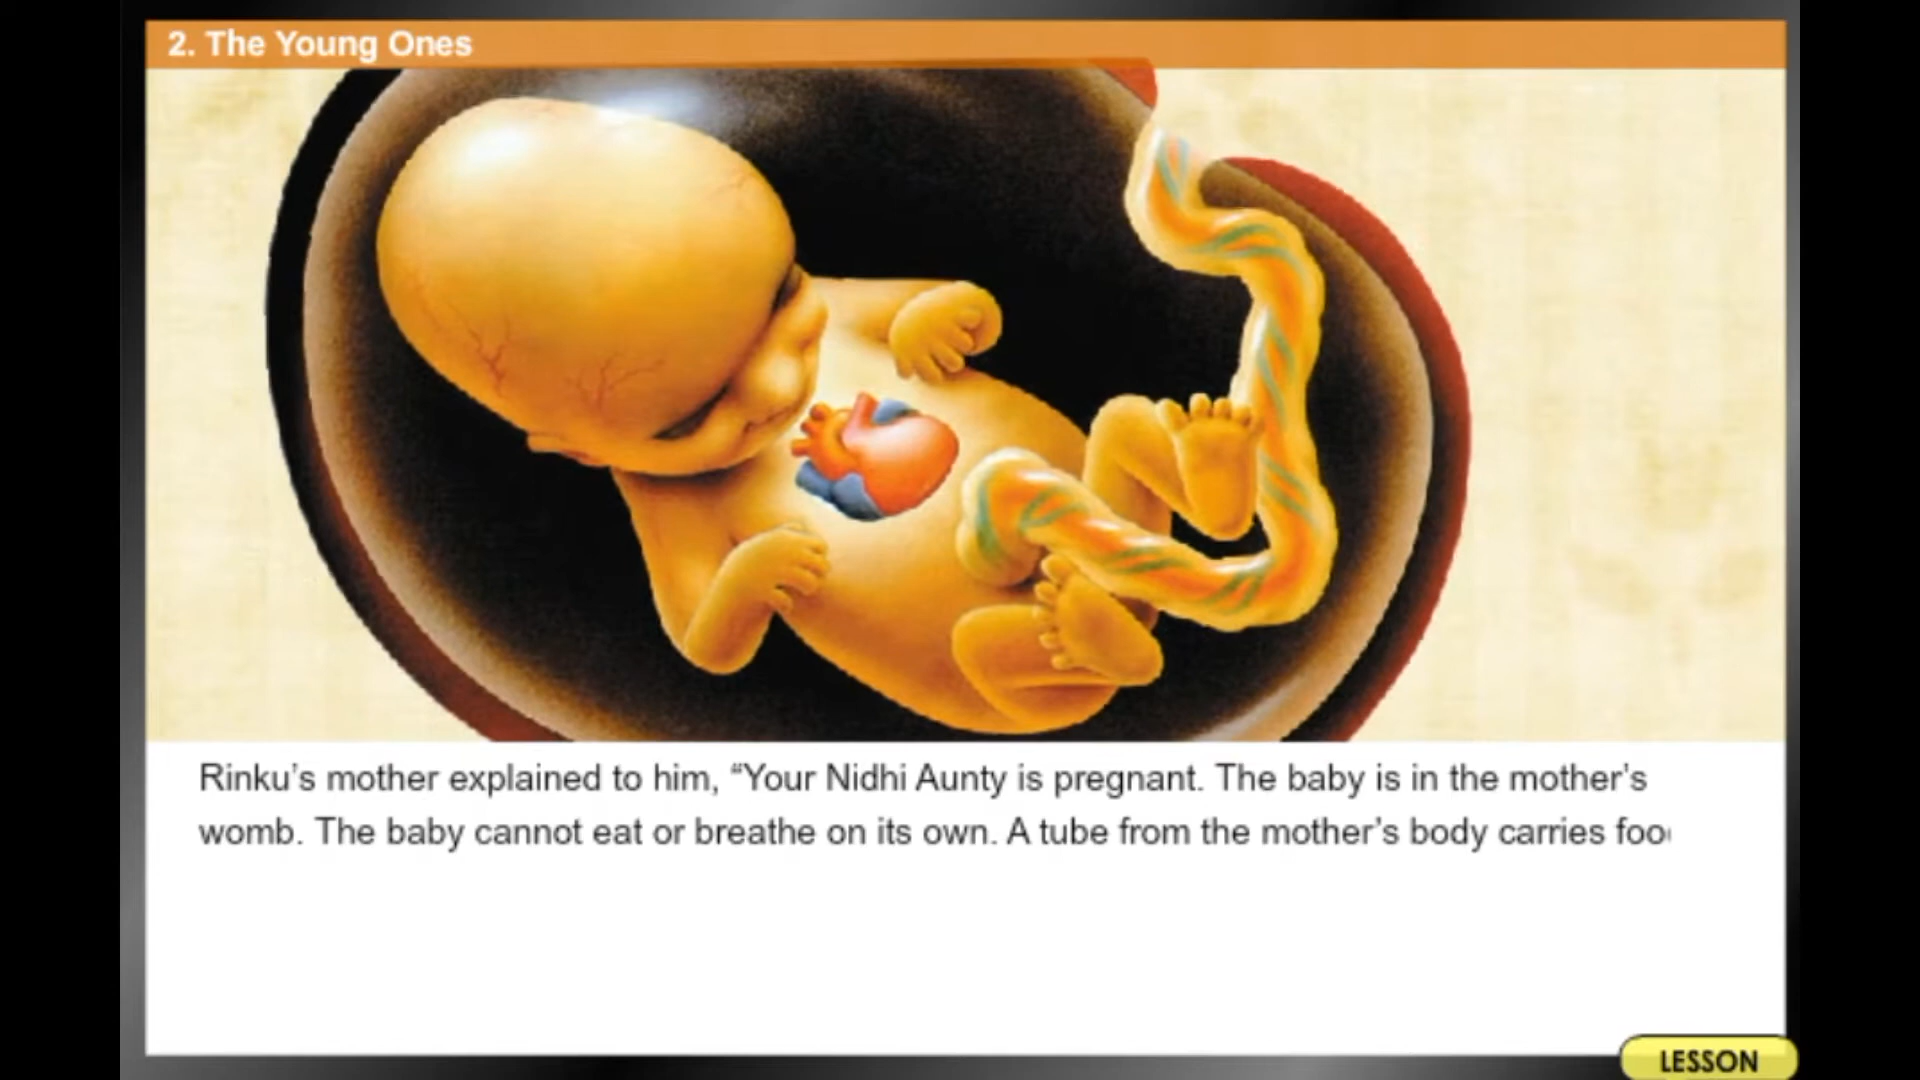 2. The Young Ones
Rinku’s mother explained to him, “Your Nidhi Aunty is pregnant. The baby is in the mother’s
womb. The baby cannot eat or breathe on its own. A tube from the mother’s body carries foo
LESSON